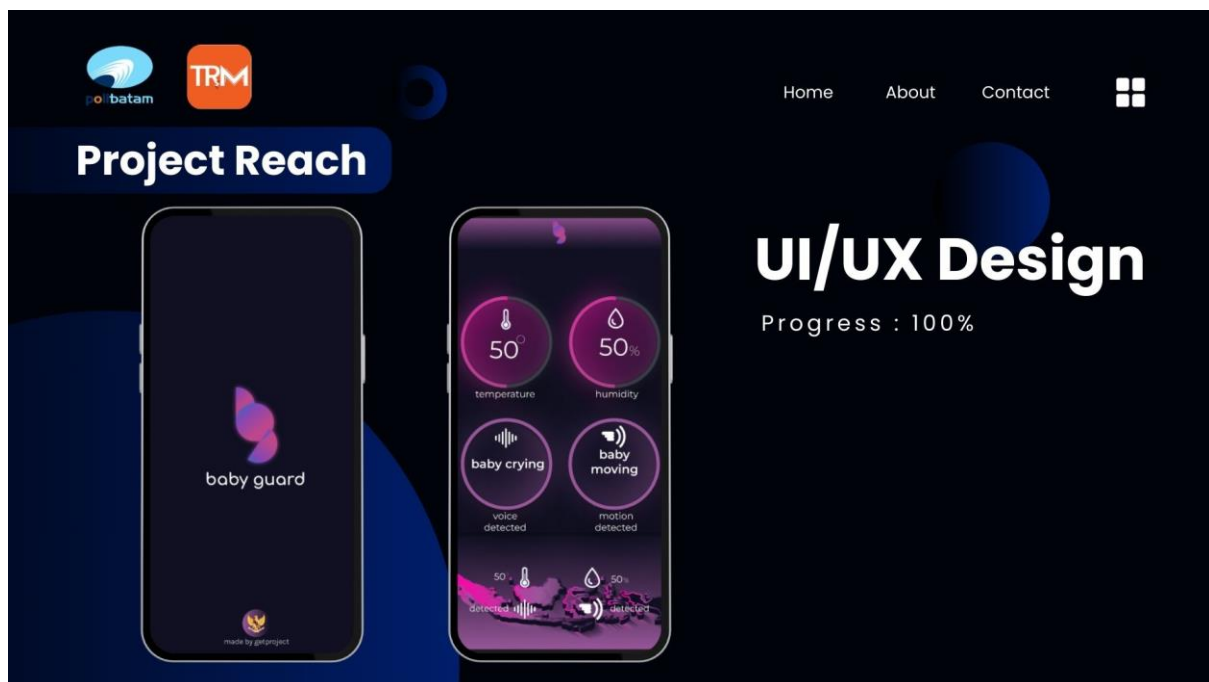 polibatam
TRM
Home About Contact
Project Reach
UI/UX Design
Progress : 100%
baby guard
made by getproject
50° 50%
temperature humidity
baby crying
baby
moving
voice
detected
motion
detected
50° 50%
detected detected